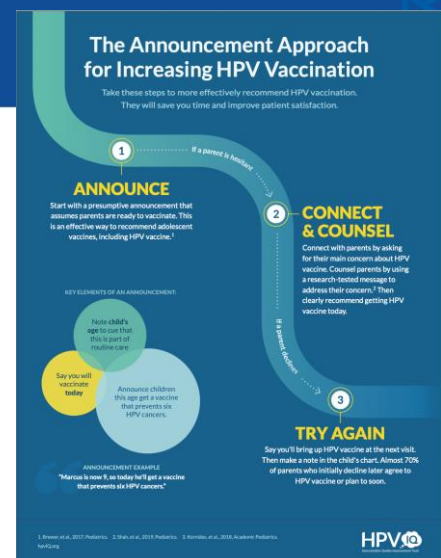 The Announcement Approach
for Increasing HPV Vaccination
Take these steps to more effectively recommend HPV vaccination.
They will save you time and improve patient satisfaction.
1
If a parent is hesitant
ANNOUNCE
Start with a presumptive announcement that
assumes parents are ready to vaccinate. This
is an effective way to recommend adolescent
vaccines, including HPV vaccine.¹
2
CONNECT
& COUNSEL
Connect with parents by asking
for their main concern about HPV
vaccine. Counsel parents by using
a research-tested message to
address their concern.² Then
clearly recommend getting HPV
vaccine today.
KEY ELEMENTS OF AN ANNOUNCEMENT:
Note child's
age to cue that
this is part of
routine care
Say you will
vaccinate
today
Announce children
this age get a vaccine
that prevents six
HPV cancers.
If a parent declines
3
TRY AGAIN
Say you'll bring up HPV vaccine at the next visit.
Then make a note in the child's chart. Almost 70%
of parents who initially decline later agree to
HPV vaccine or plan to soon.
ANNOUNCEMENT EXAMPLE
"Marcus is now 9, so today he'll get a vaccine
that prevents six HPV cancers."
1. Brewer, et al., 2017, Pediatrics. 2. Shah, et al., 2019, Pediatrics. 3. Kornides, et al., 2018, Academic Pediatrics.
hpvIQ.org
HPVIQ